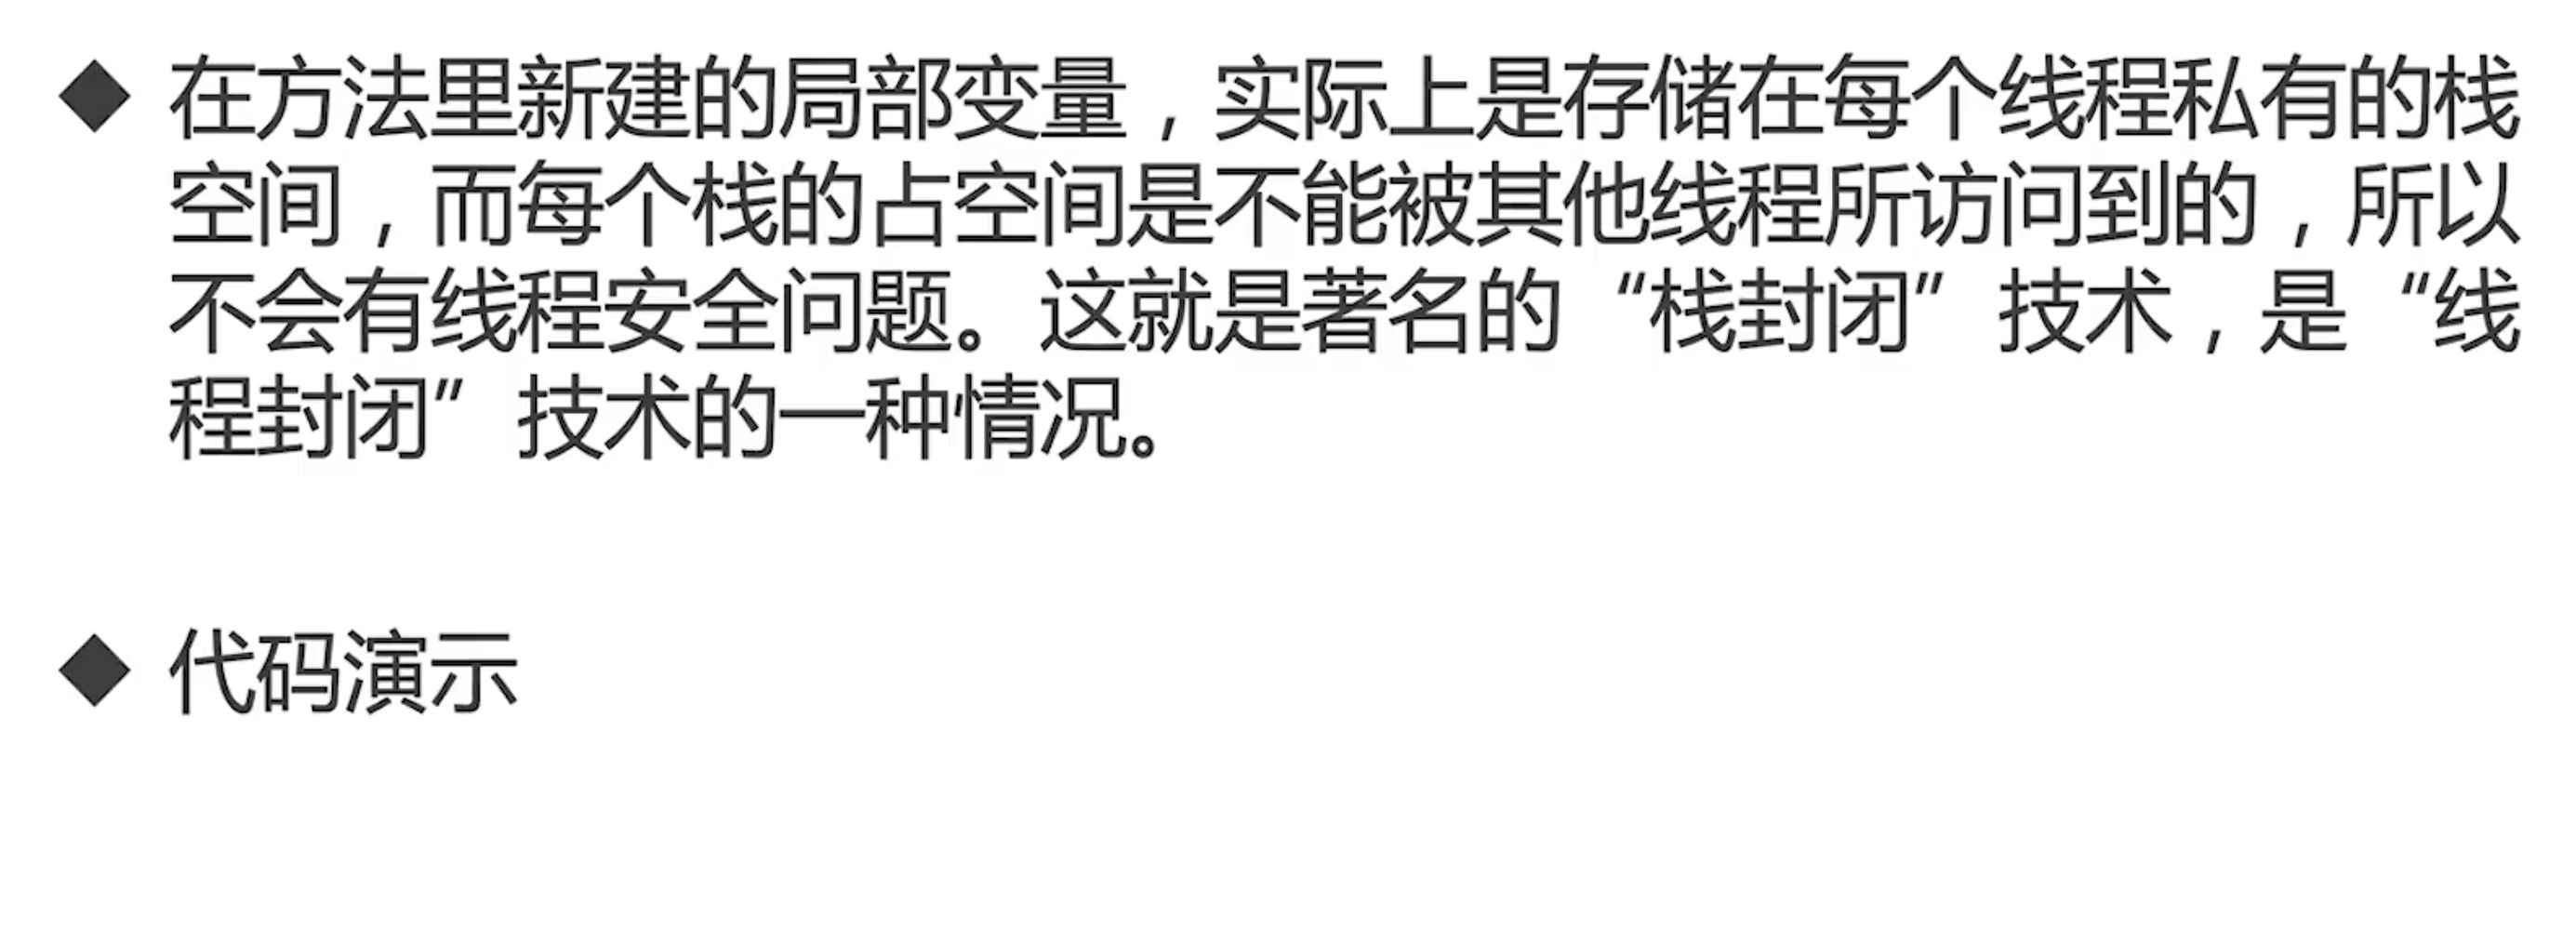 ◆ 在方法里新建的局部变量，实际上是存储在每个线程私有的栈
空间，而每个栈的占空间是不能被其他线程所访问到的，所以
不会有线程安全问题。这就是著名的“栈封闭”技术，是“线
程封闭”技术的一种情况。
◆ 代码演示